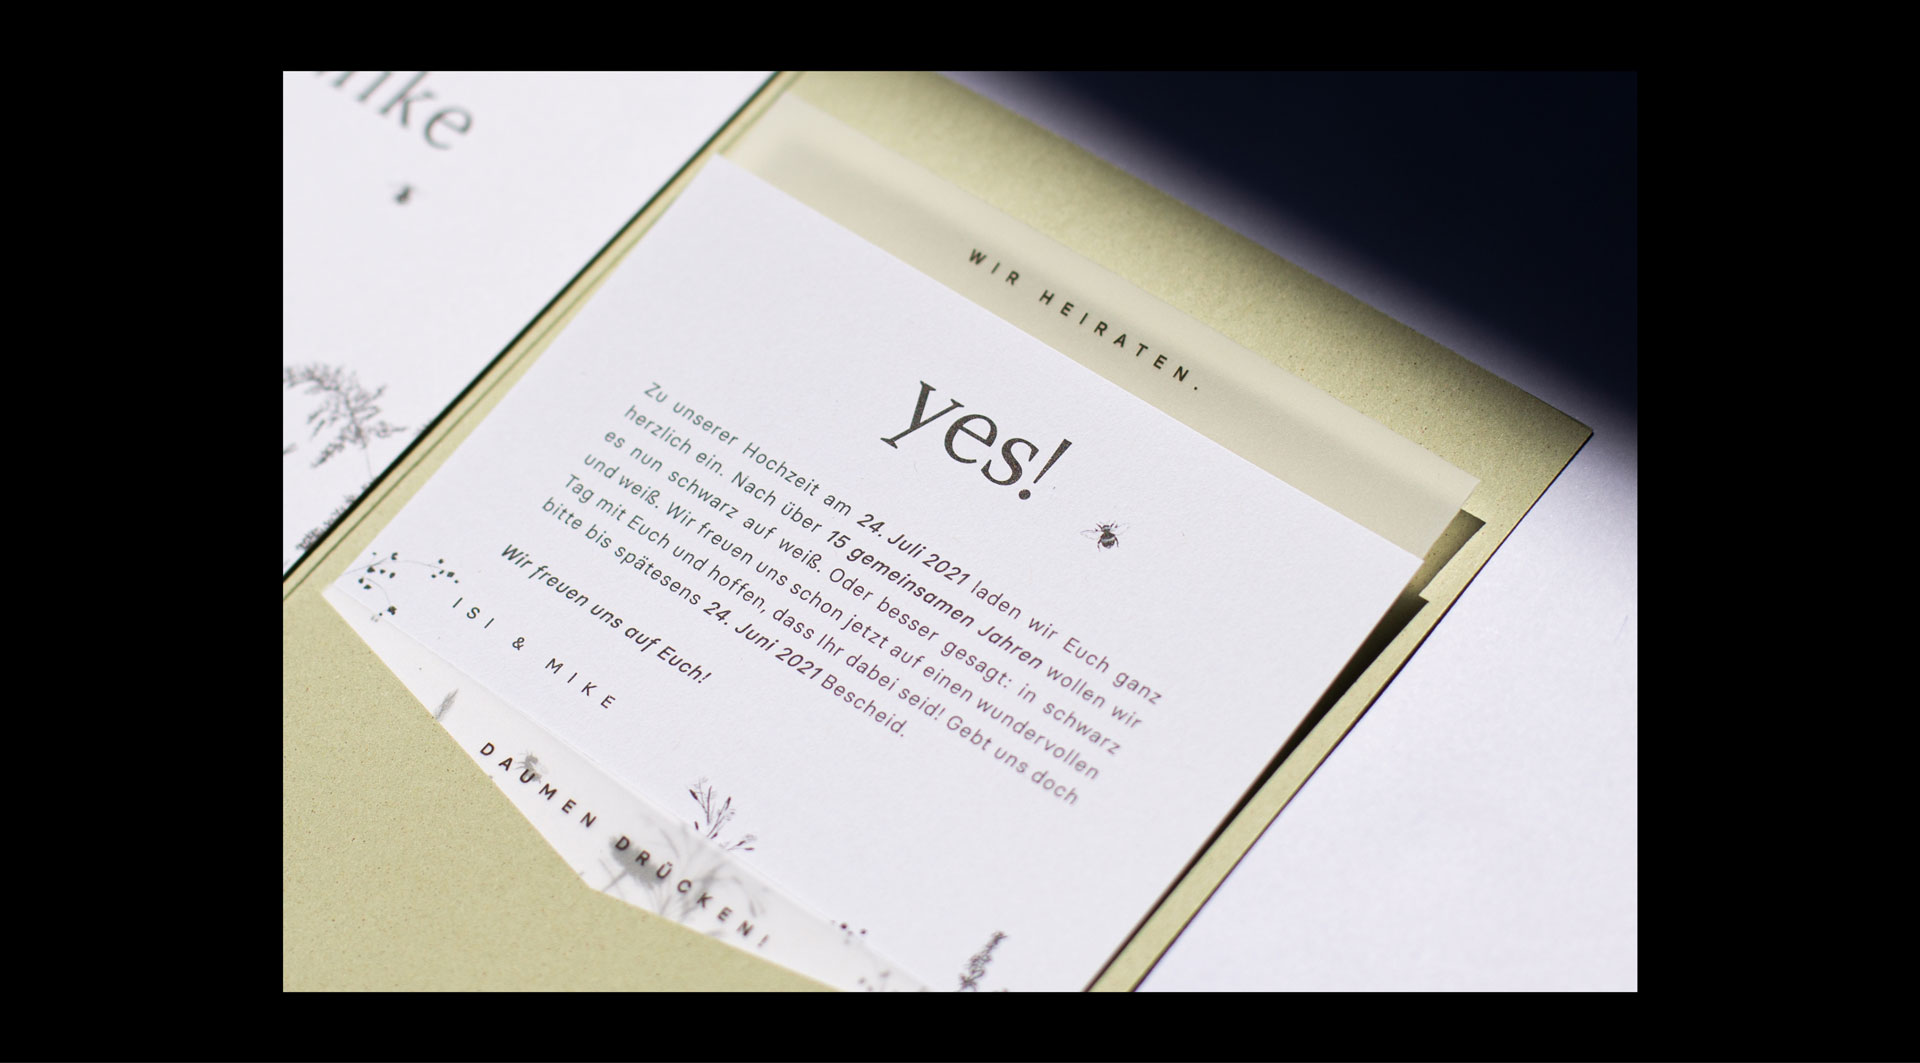 WIR HEIRATEN.
yes!
Zu unserer Hochzeit am 24. Juli 2021 laden wir Euch ganz
herzlich ein. Nach über 15 gemeinsamen Jahren wollen wir
es nun schwarz auf weiß. Oder besser gesagt: in schwarz
und weiß. Wir freuen uns schon jetzt auf einen wundervollen
Tag mit Euch und hoffen, dass Ihr dabei seid! Gebt uns doch
bitte bis spätesens 24. Juni 2021 Bescheid.
Wir freuen uns auf Euch!
ISI & MIKE
DAUMEN DRÜCKEN!